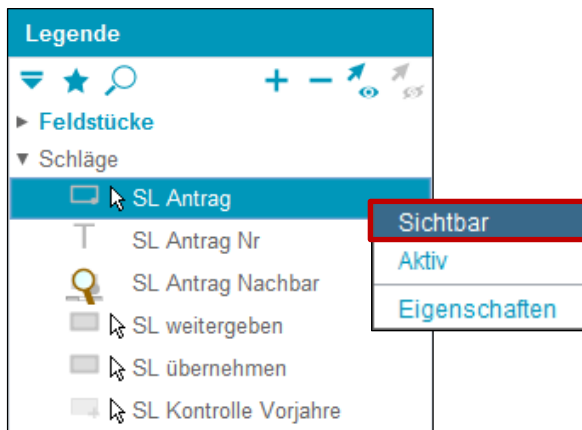 Legende
Feldstücke
Schläge
SL Antrag
Sichtbar
SL Antrag Nr
Aktiv
SL Antrag Nachbar
Eigenschaften
SL weitergeben
SL übernehmen
SL Kontrolle Vorjahre